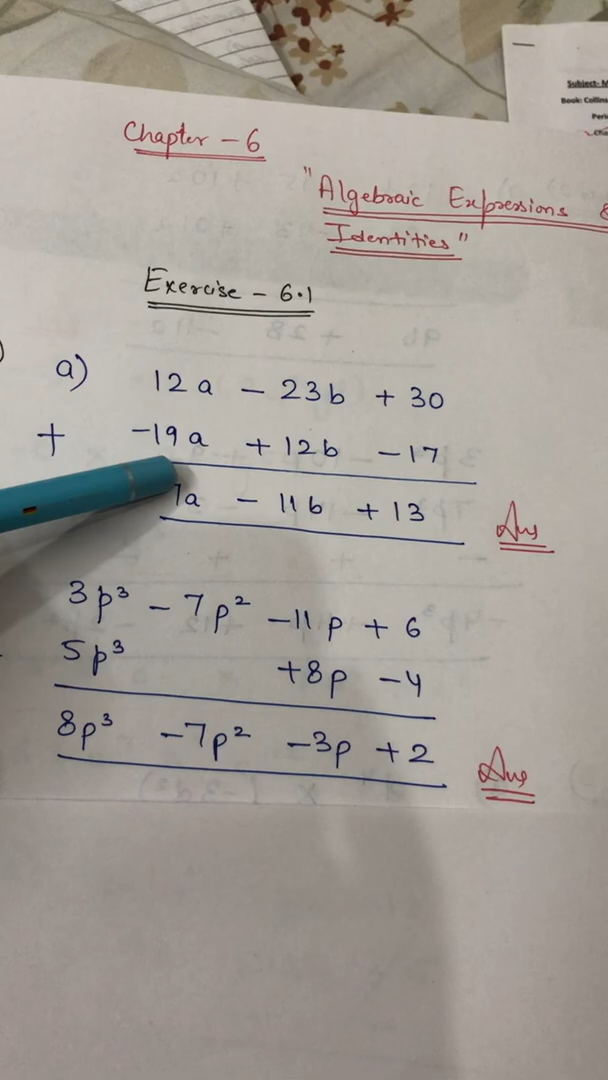 Subject- M
Book: Collins
Peri
Chapter - 6
"Algebraic Expressions &
Identities"
Exercise - 6.1
a) 12a - 23b + 30
+ -19a + 12b - 17
7a - 11b + 13 Ans
3p³ - 7p² - 11p + 6
5p³ +8p - 4
8p³ - 7p² - 3p + 2 Ans